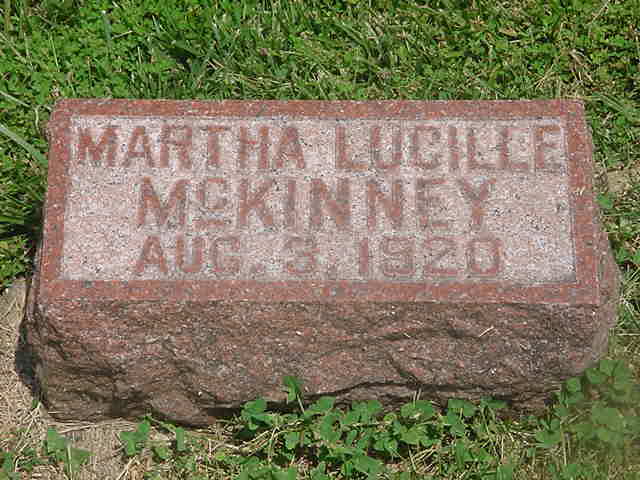 MARTHA LUCILLE
McKINNEY
AUG. 3, 1920